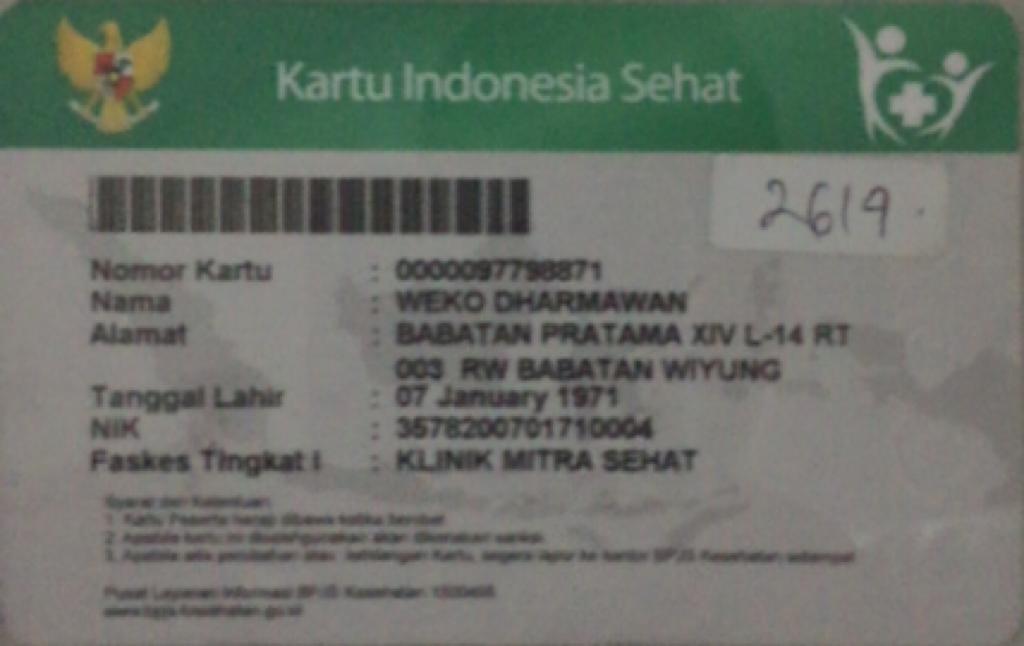 Kartu Indonesia Sehat
2619.
Nomor Kartu : 0000097798871
Nama : WEKO DHARMAWAN
Alamat : BABATAN PRATAMA XIV L-14 RT
003 RW BABATAN WIYUNG
Tanggal Lahir : 07 January 1971
NIK : 3578200701710004
Faskes Tingkat I : KLINIK MITRA SEHAT
Syarat dan Ketentuan
1. Kartu Peserta harap dibawa ketika berobat
2. Apabila kartu ini disalahgunakan akan dikenakan sanksi.
3. Apabila ada perubahan atau kehilangan Kartu, segera lapor ke kantor BPJS Kesehatan setempat
Pusat Layanan Informasi BPJS Kesehatan 1500400
www.bpjs-kesehatan.go.id